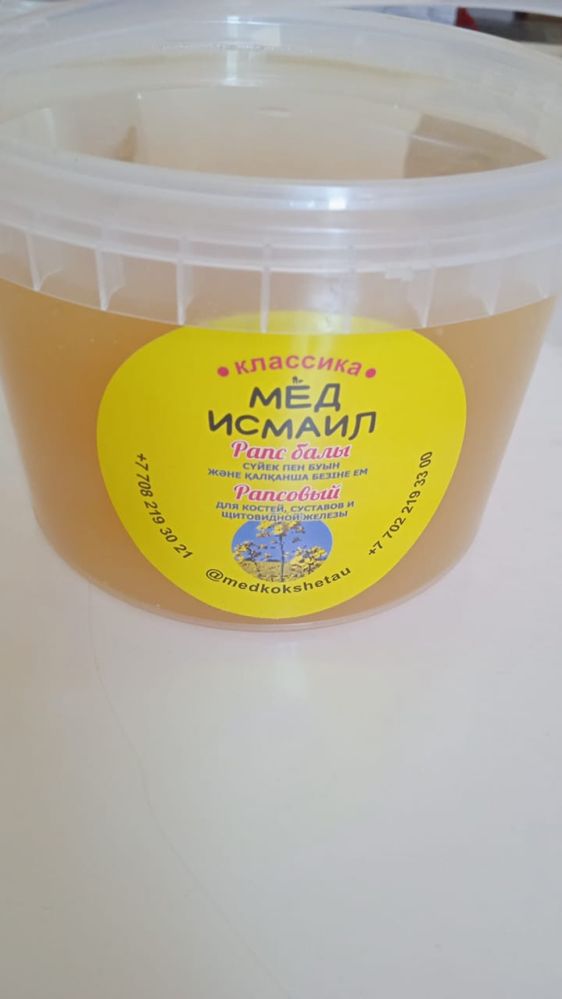 •КЛАССИКА•
МЁД
ИСМАИЛ
Рапс балы
СҮЙЕК ПЕН БУЫН
ЖӘНЕ ҚАЛҚАНША БЕЗІНЕ ЕМ
Рапсовый
ДЛЯ КОСТЕЙ, СУСТАВОВ И
ЩИТОВИДНОЙ ЖЕЛЕЗЫ
+7 708 219 30 21
@medkokshetau
+7 702 219 33 00